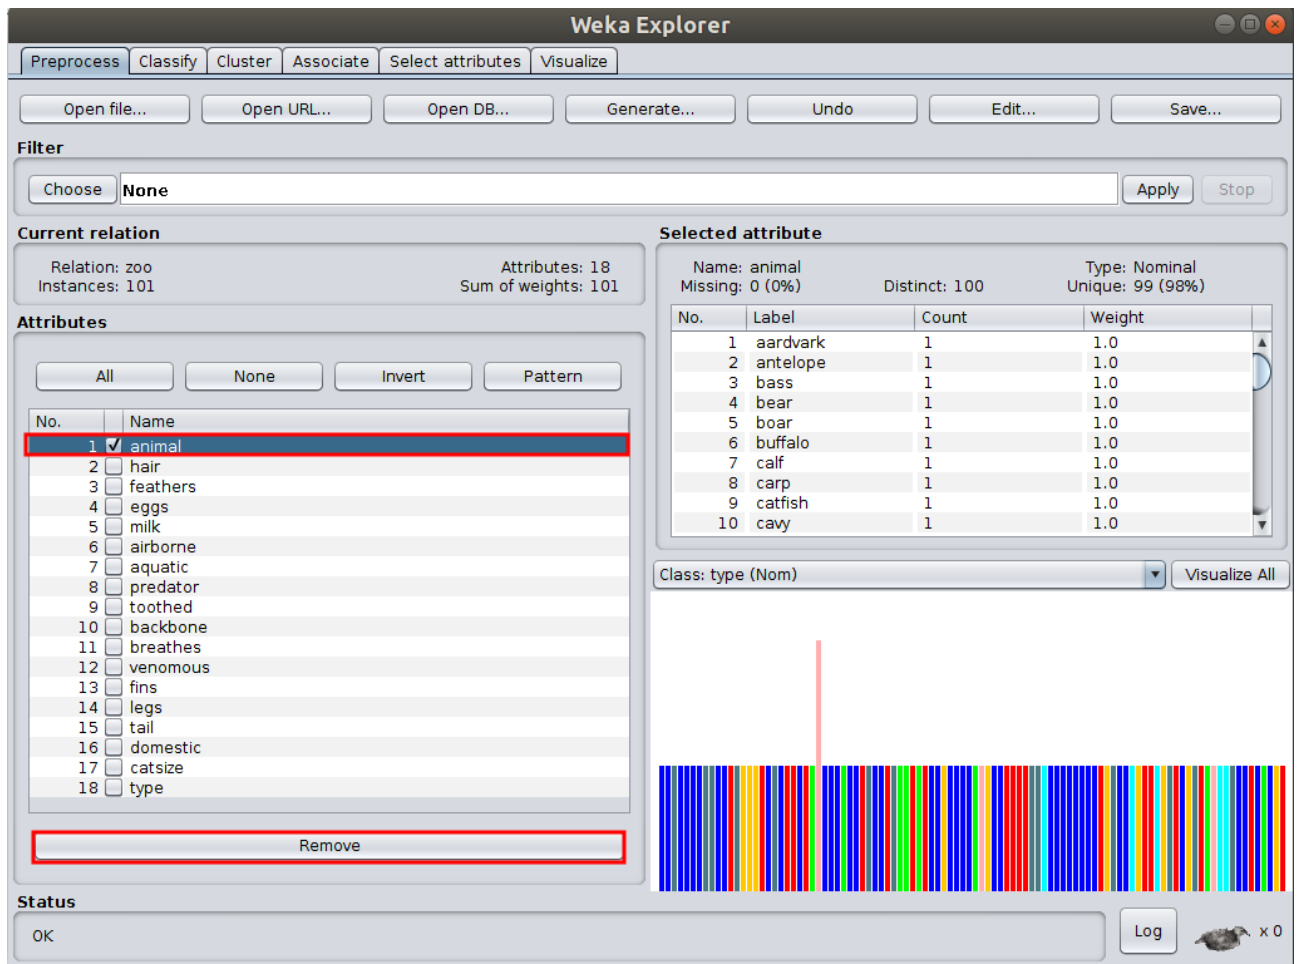 Weka Explorer
Preprocess Classify Cluster Associate Select attributes Visualize
Open file... Open URL... Open DB... Generate... Undo Edit... Save...
Filter
Choose None Apply Stop
Current relation
Relation: zoo Attributes: 18
Instances: 101 Sum of weights: 101
Attributes
All None Invert Pattern
No. Name
1 animal
2 hair
3 feathers
4 eggs
5 milk
6 airborne
7 aquatic
8 predator
9 toothed
10 backbone
11 breathes
12 venomous
13 fins
14 legs
15 tail
16 domestic
17 catsize
18 type
Remove
Selected attribute
Name: animal Type: Nominal
Missing: 0 (0%) Distinct: 100 Unique: 99 (98%)
No. Label Count Weight
1 aardvark 1 1.0
2 antelope 1 1.0
3 bass 1 1.0
4 bear 1 1.0
5 boar 1 1.0
6 buffalo 1 1.0
7 calf 1 1.0
8 carp 1 1.0
9 catfish 1 1.0
10 cavy 1 1.0
Class: type (Nom) Visualize All
Status
OK Log x 0